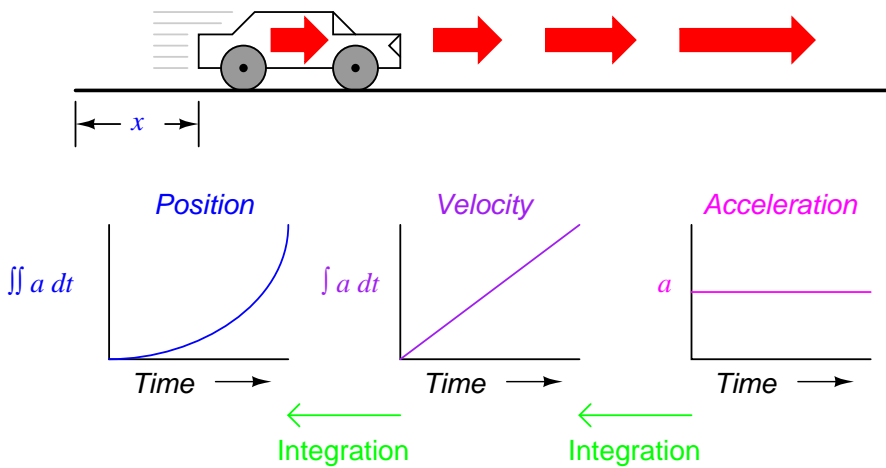 x
Position
Velocity
Acceleration
∫∫ a dt
∫ a dt
a
Time
Time
Time
Integration
Integration